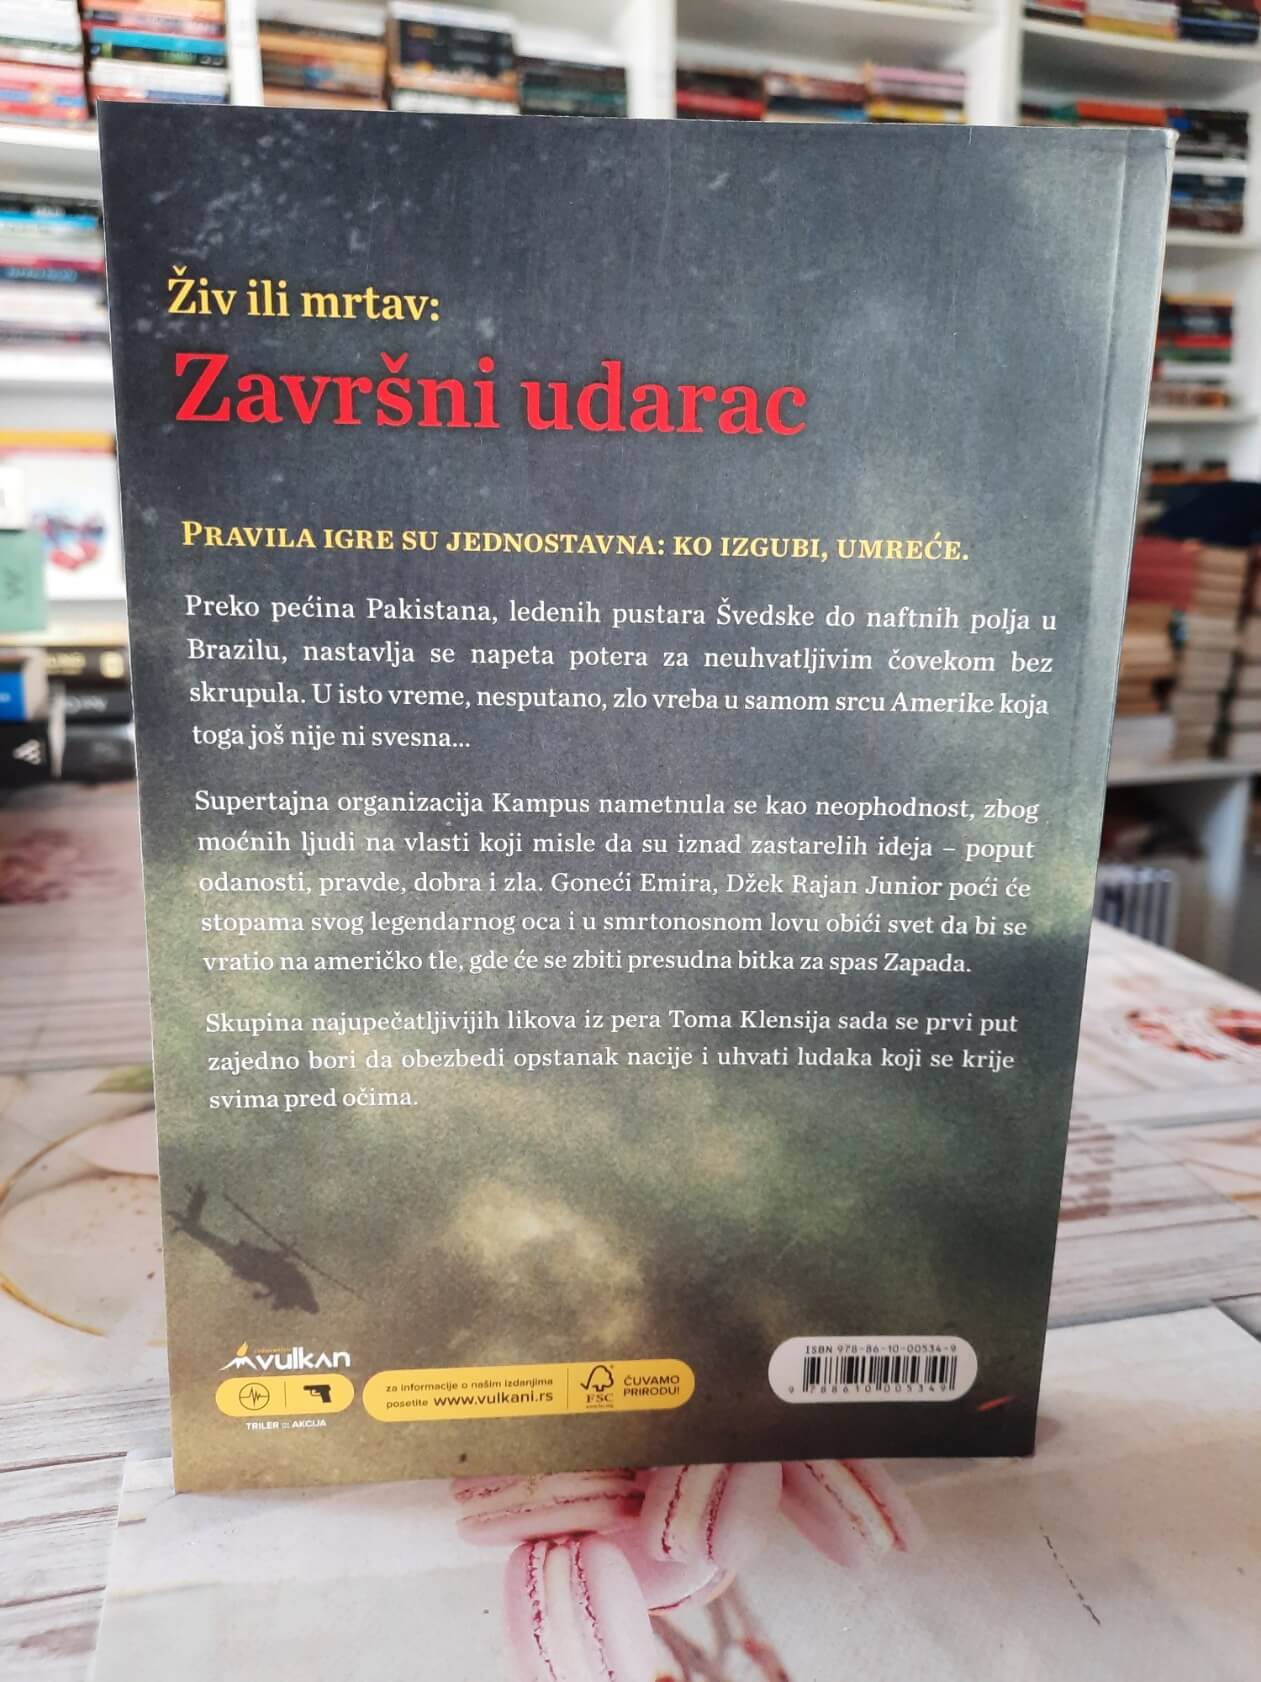 Živ ili mrtav:
Završni udarac
PRAVILA IGRE SU JEDNOSTAVNA: KO IZGUBI, UMREĆE.
Preko pećina Pakistana, ledenih pustara Švedske do naftnih polja u
Brazilu, nastavlja se napeta potera za neuhvatljivim čovekom bez
skrupula. U isto vreme, nesputano, zlo vreba u samom srcu Amerike koja
toga još nije ni svesna...
Supertajna organizacija Kampus nametnula se kao neophodnost, zbog
moćnih ljudi na vlasti koji misle da su iznad zastarelih ideja – poput
odanosti, pravde, dobra i zla. Goneći Emira, Džek Rajan Junior poći će
stopama svog legendarnog oca i u smrtonosnom lovu obići svet da bi se
vratio na američko tle, gde će se zbiti presudna bitka za spas Zapada.
Skupina najupečatljivijih likova iz pera Toma Klensija sada se prvi put
zajedno bori da obezbedi opstanak nacije i uhvati ludaka koji se krije
svima pred očima.
vulkan
TRILER :: AKCIJA
za informacije o našim izdanjima
posetite www.vulkani.rs
FSC
ČUVAMO
PRIRODU!
ISBN 978-86-10-00534-9
9 788610 005349